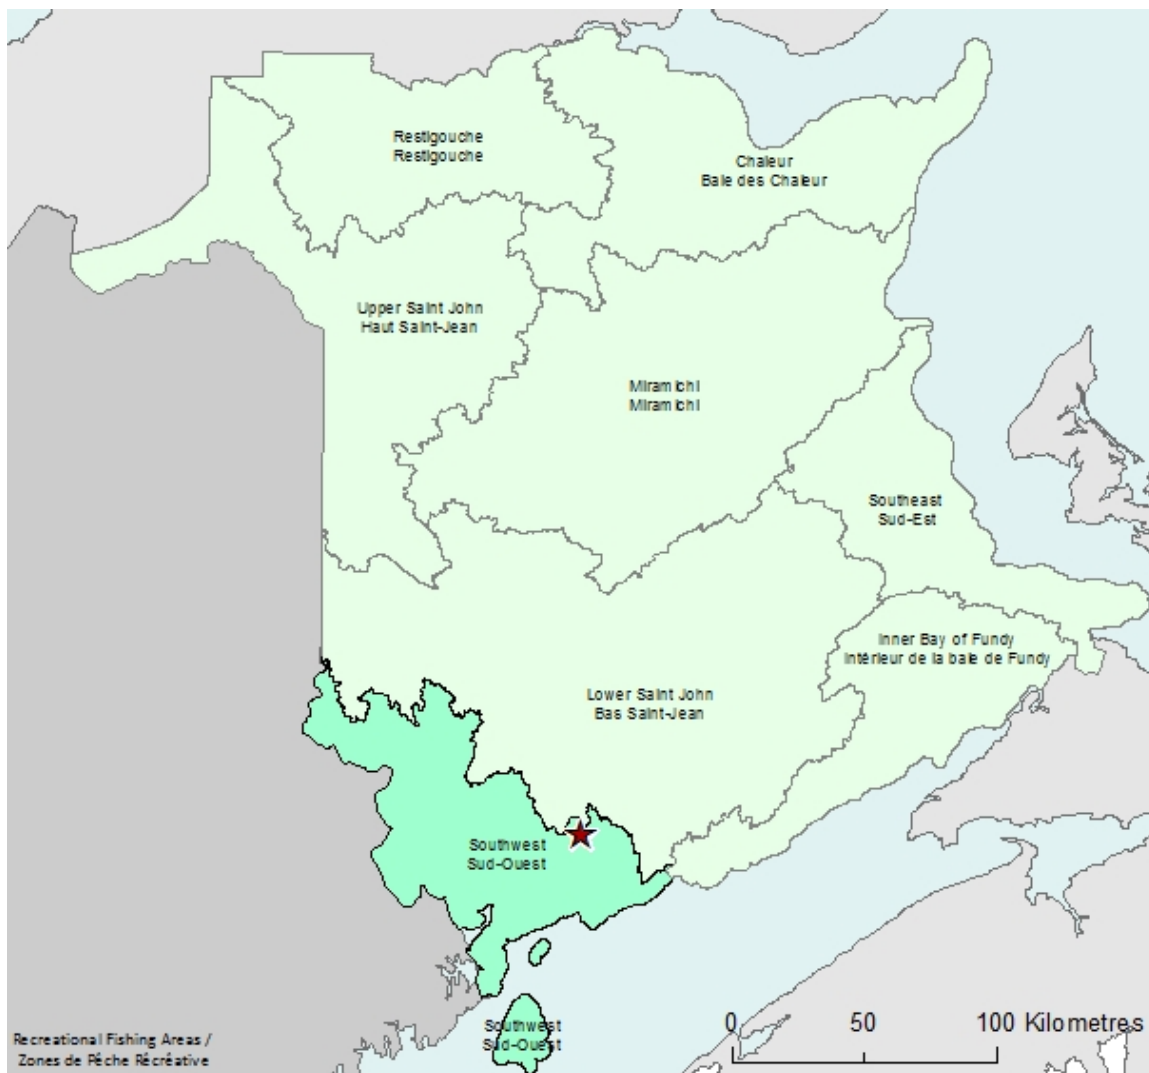 Restigouche
Restigouche
Chaleur
Baie des Chaleur
Upper Saint John
Haut Saint-Jean
Miramichi
Miramichi
Southeast
Sud-Est
Inner Bay of Fundy
Intérieur de la baie de Fundy
Lower Saint John
Bas Saint-Jean
Southwest
Sud-Ouest
Southwest
Sud-Ouest
0 50 100 Kilometres
Recreational Fishing Areas /
Zones de Pêche Récréative